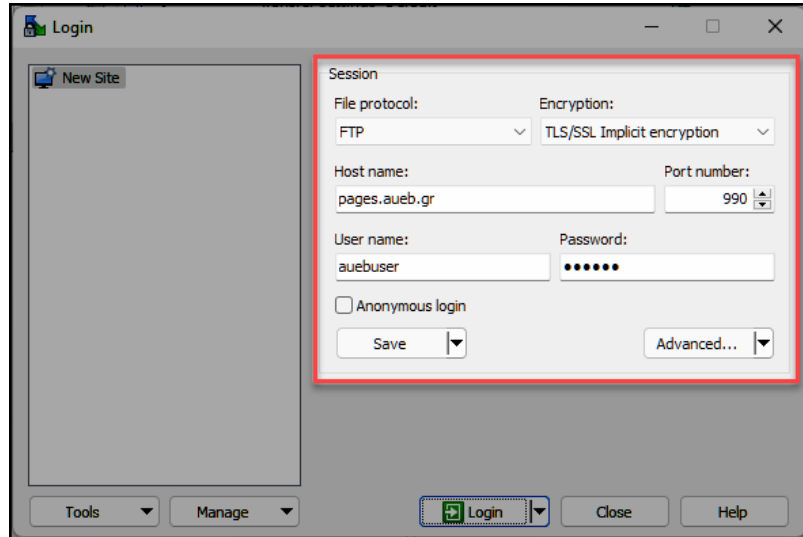 Login
New Site
Session
File protocol: Encryption:
FTP TLS/SSL Implicit encryption
Host name: Port number:
pages.aueb.gr 990
User name: Password:
auebuser ••••••
Anonymous login
Save Advanced...
Tools Manage Login Close Help